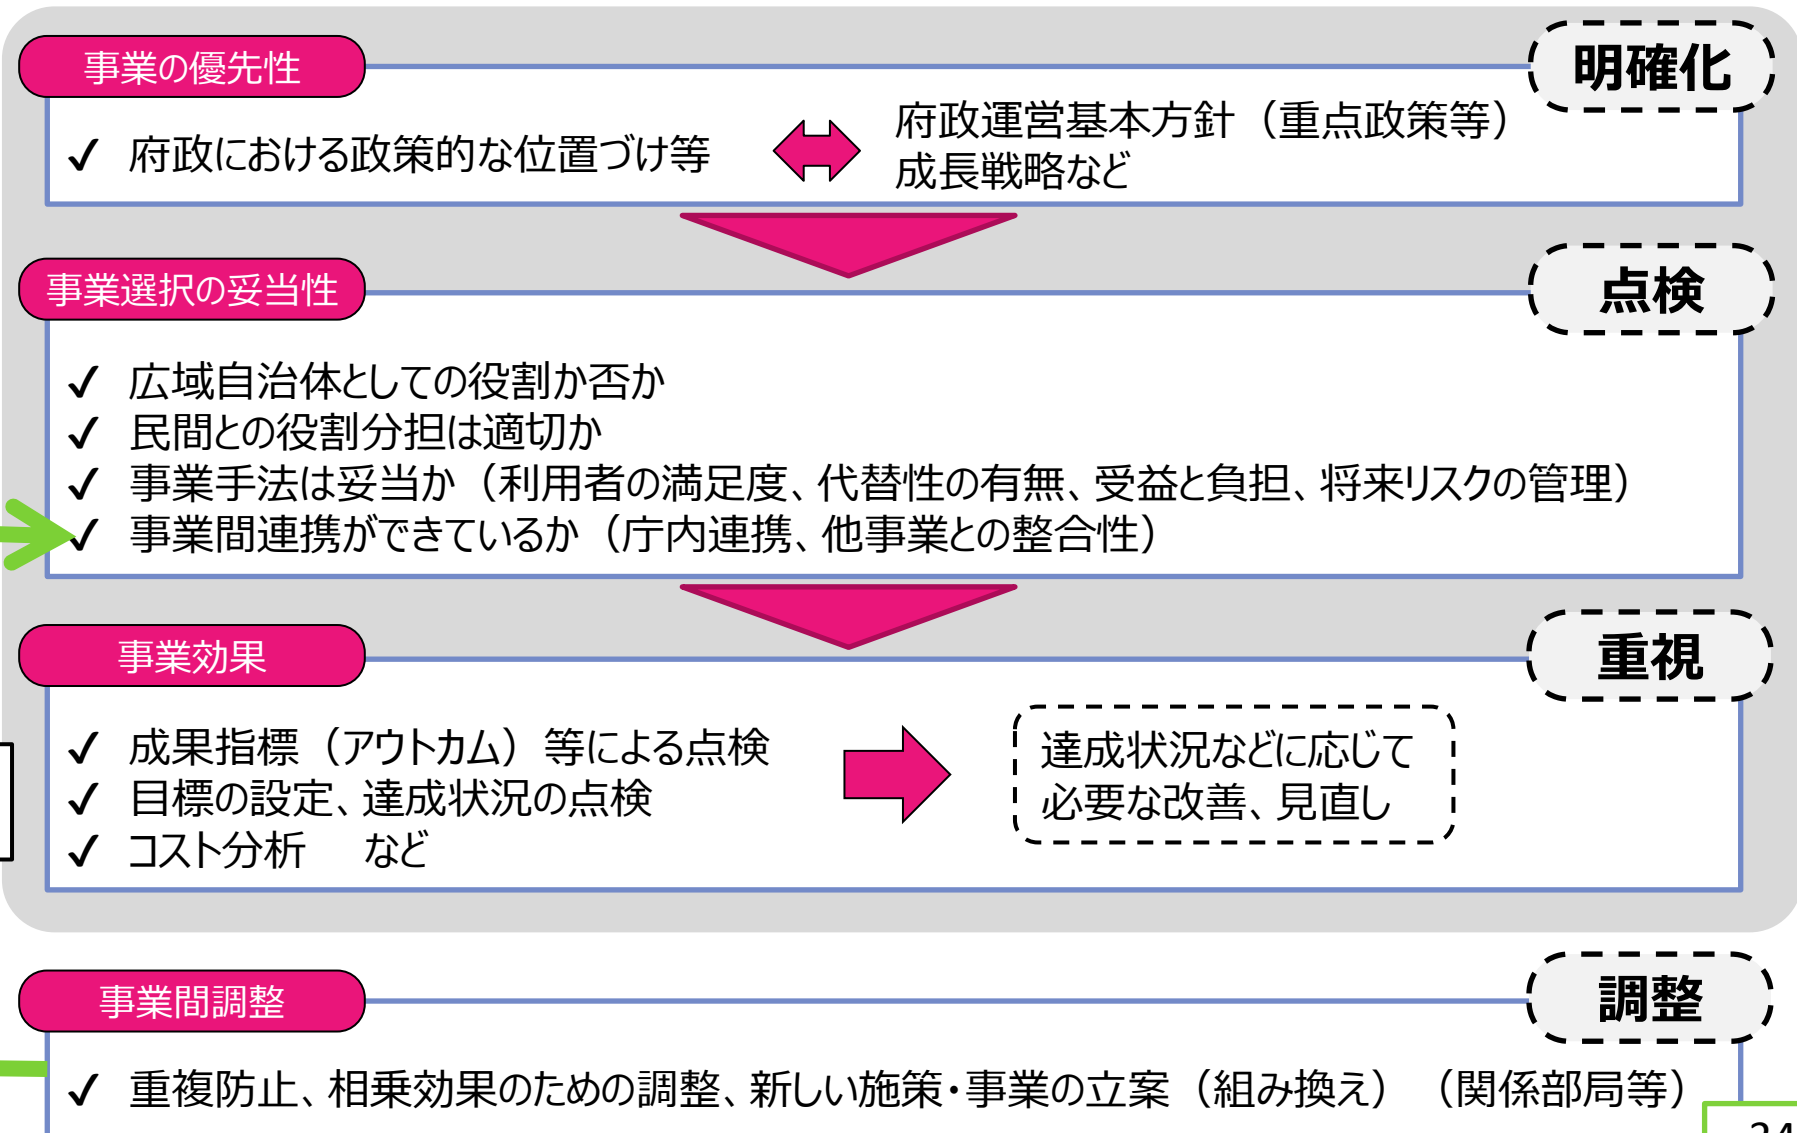 事業の優先性
明確化
✓ 府政における政策的な位置づけ等
府政運営基本方針（重点政策等）
成長戦略など
事業選択の妥当性
点検
✓ 広域自治体としての役割か否か
✓ 民間との役割分担は適切か
✓ 事業手法は妥当か（利用者の満足度、代替性の有無、受益と負担、将来リスクの管理）
✓ 事業間連携ができているか（庁内連携、他事業との整合性）
事業効果
重視
✓ 成果指標（アウトカム）等による点検
✓ 目標の設定、達成状況の点検
✓ コスト分析　など
達成状況などに応じて
必要な改善、見直し
事業間調整
調整
✓ 重複防止、相乗効果のための調整、新しい施策・事業の立案（組み換え）（関係部局等）